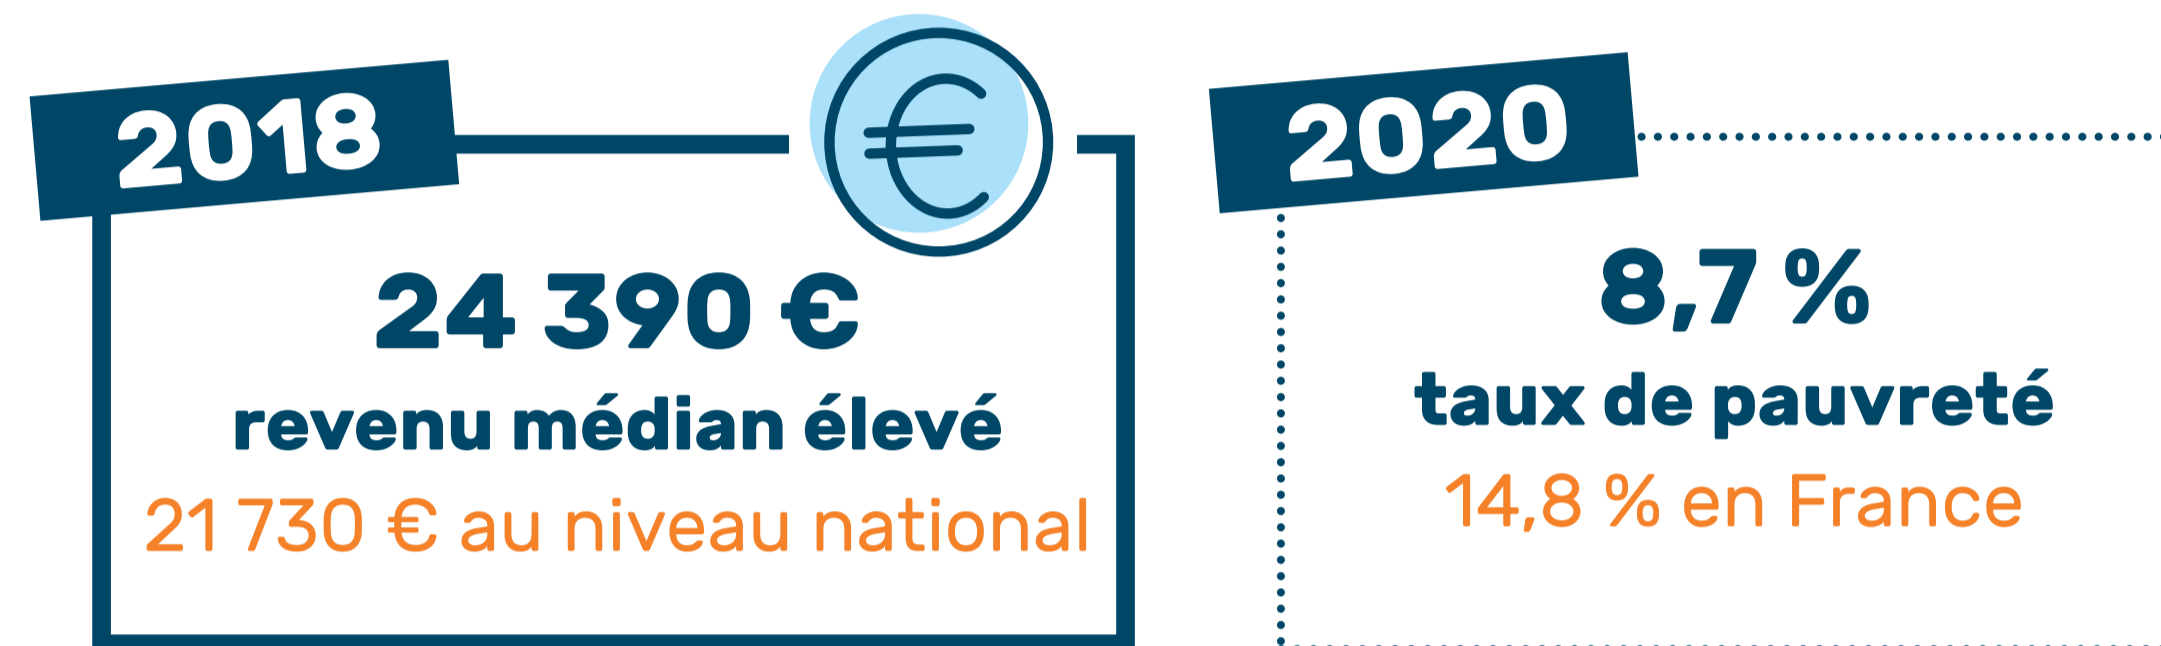 2018
24 390 €
revenu médian élevé
21 730 € au niveau national
2020
8,7 %
taux de pauvreté
14,8 % en France